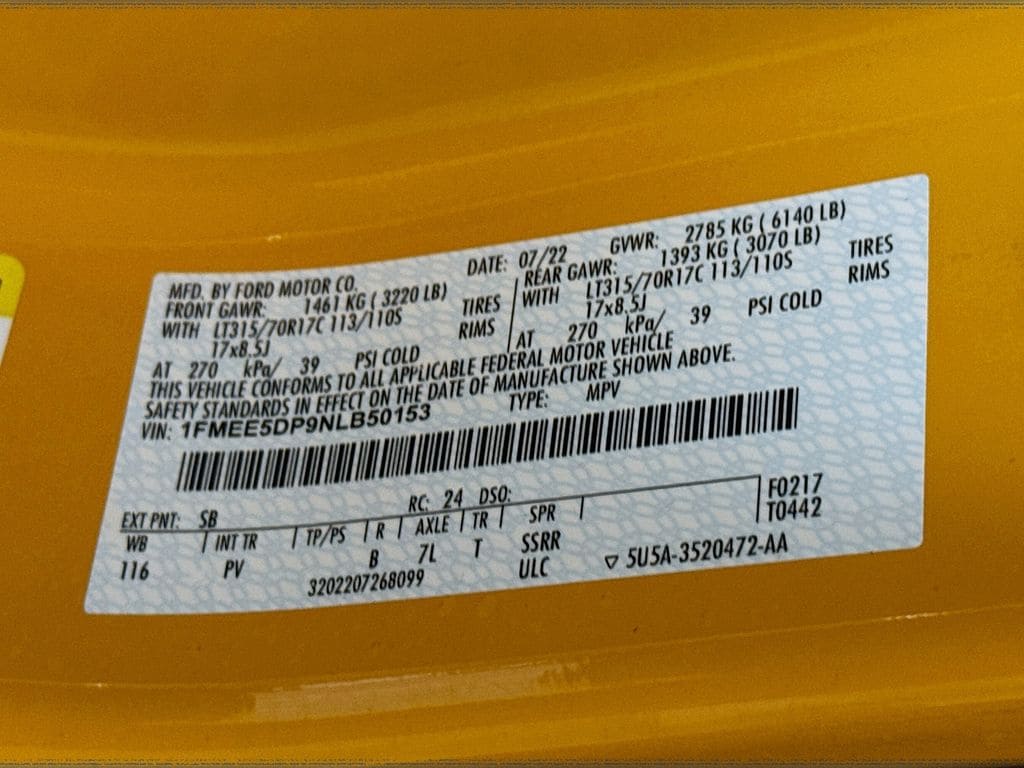 MFD. BY FORD MOTOR CO. DATE: 07/22 GVWR: 2785 KG ( 6140 LB)
FRONT GAWR: 1461 KG ( 3220 LB) REAR GAWR: 1393 KG ( 3070 LB)
WITH LT315/70R17C 113/110S TIRES WITH LT315/70R17C 113/110S TIRES
17x8.5J RIMS 17x8.5J RIMS
AT 270 kPa/ 39 PSI COLD AT 270 kPa/ 39 PSI COLD
THIS VEHICLE CONFORMS TO ALL APPLICABLE FEDERAL MOTOR VEHICLE
SAFETY STANDARDS IN EFFECT ON THE DATE OF MANUFACTURE SHOWN ABOVE.
VIN: 1FMEE5DP9NLB50153 TYPE: MPV
EXT PNT: SB RC: 24 DSO: F0217
WB | INT TR | TP/PS | R | AXLE | TR | SPR | T0442
116 PV B 7L T SSRR
3202207268099 ULC ▽ 5U5A-3520472-AA